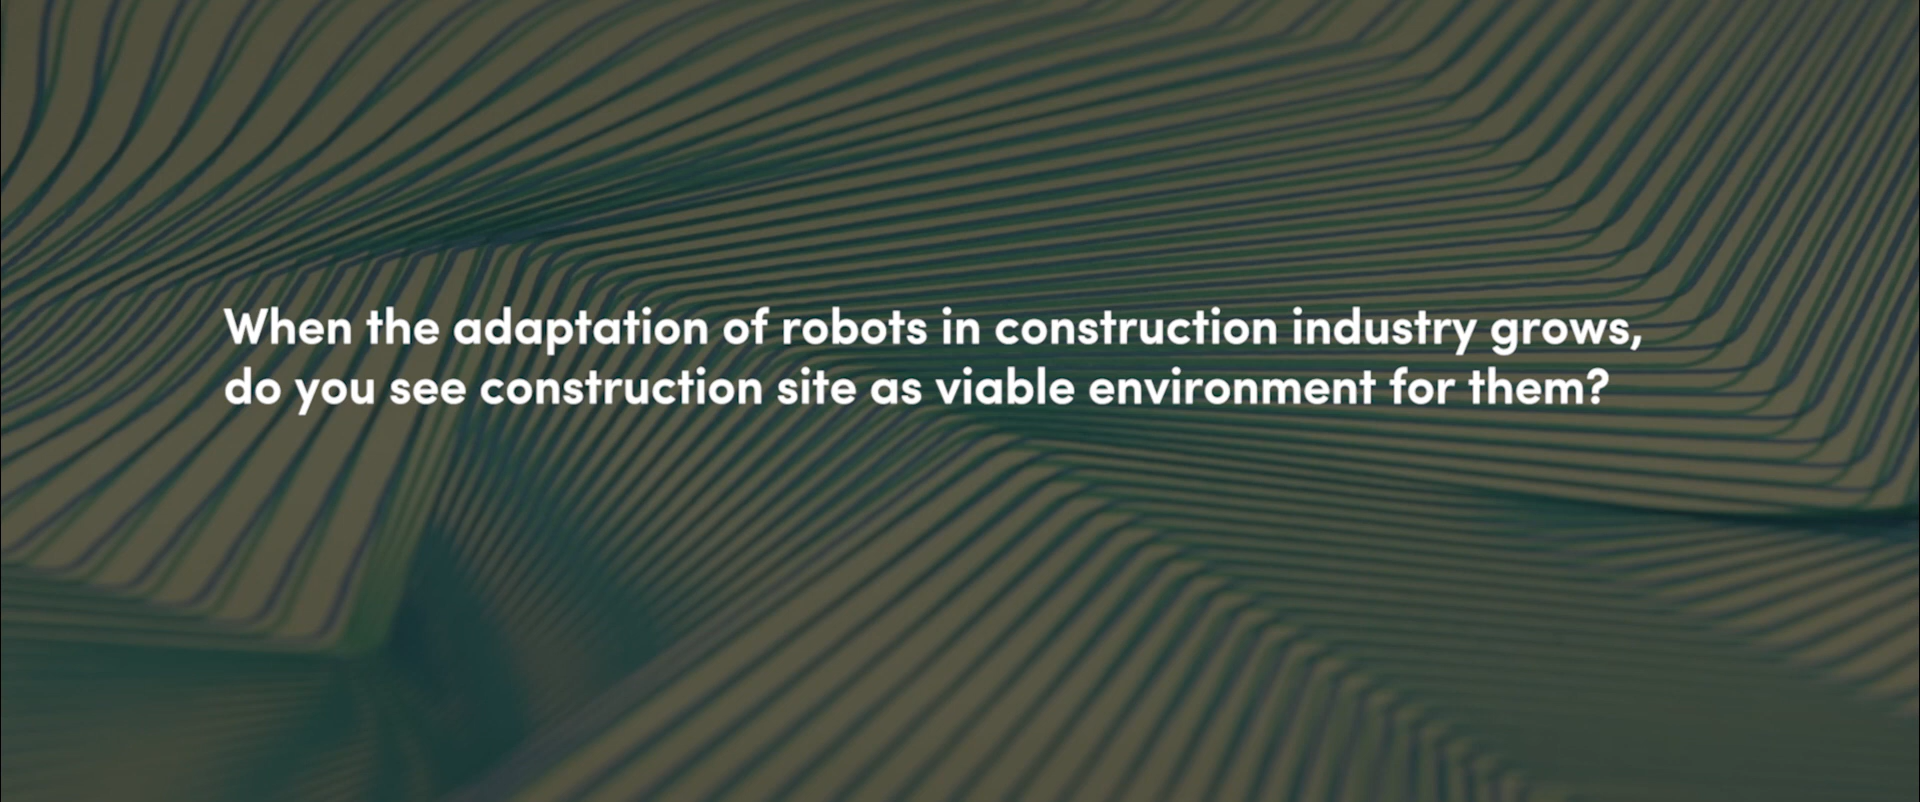 When the adaptation of robots in construction industry grows,
do you see construction site as viable environment for them?